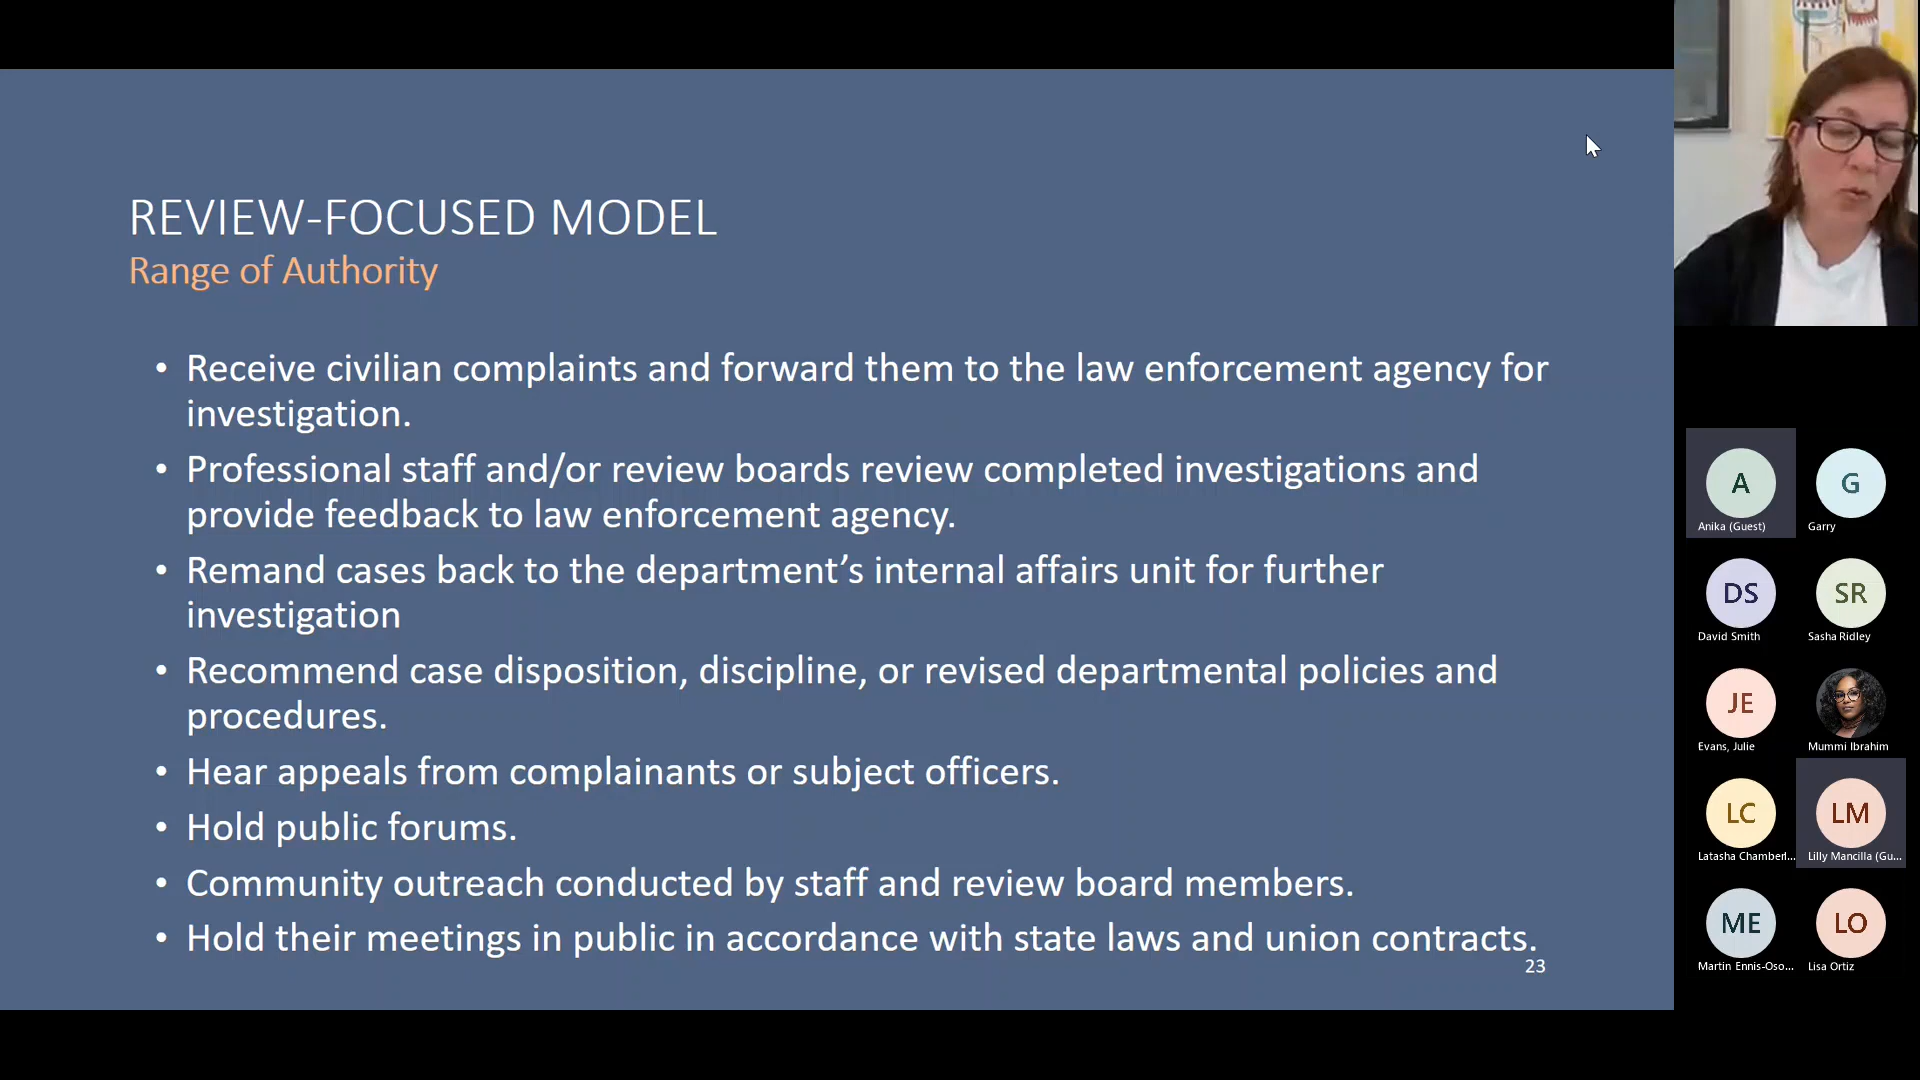 REVIEW-FOCUSED MODEL
Range of Authority
• Receive civilian complaints and forward them to the law enforcement agency for
investigation.
• Professional staff and/or review boards review completed investigations and
provide feedback to law enforcement agency.
• Remand cases back to the department’s internal affairs unit for further
investigation
• Recommend case disposition, discipline, or revised departmental policies and
procedures.
• Hear appeals from complainants or subject officers.
• Hold public forums.
• Community outreach conducted by staff and review board members.
• Hold their meetings in public in accordance with state laws and union contracts.
23
A
Anika (Guest)
G
Garry
DS
David Smith
SR
Sasha Ridley
JE
Evans, Julie
Mummi Ibrahim
LC
Latasha Chamberl...
LM
Lilly Mancilla (Gu...
ME
Martin Ennis-Oso...
LO
Lisa Ortiz